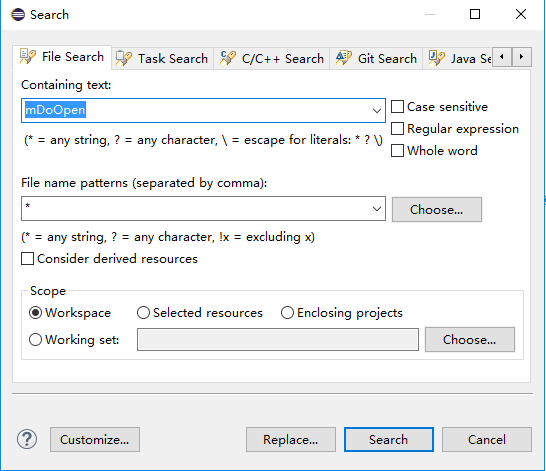 Search
File Search Task Search C/C++ Search Git Search Java Se
Containing text:
mDoOpen
Case sensitive
(* = any string, ? = any character, \ = escape for literals: * ? \)
Regular expression
Whole word
File name patterns (separated by comma):
*
Choose...
(* = any string, ? = any character, !x = excluding x)
Consider derived resources
Scope
Workspace Selected resources Enclosing projects
Working set: Choose...
? Customize... Replace... Search Cancel